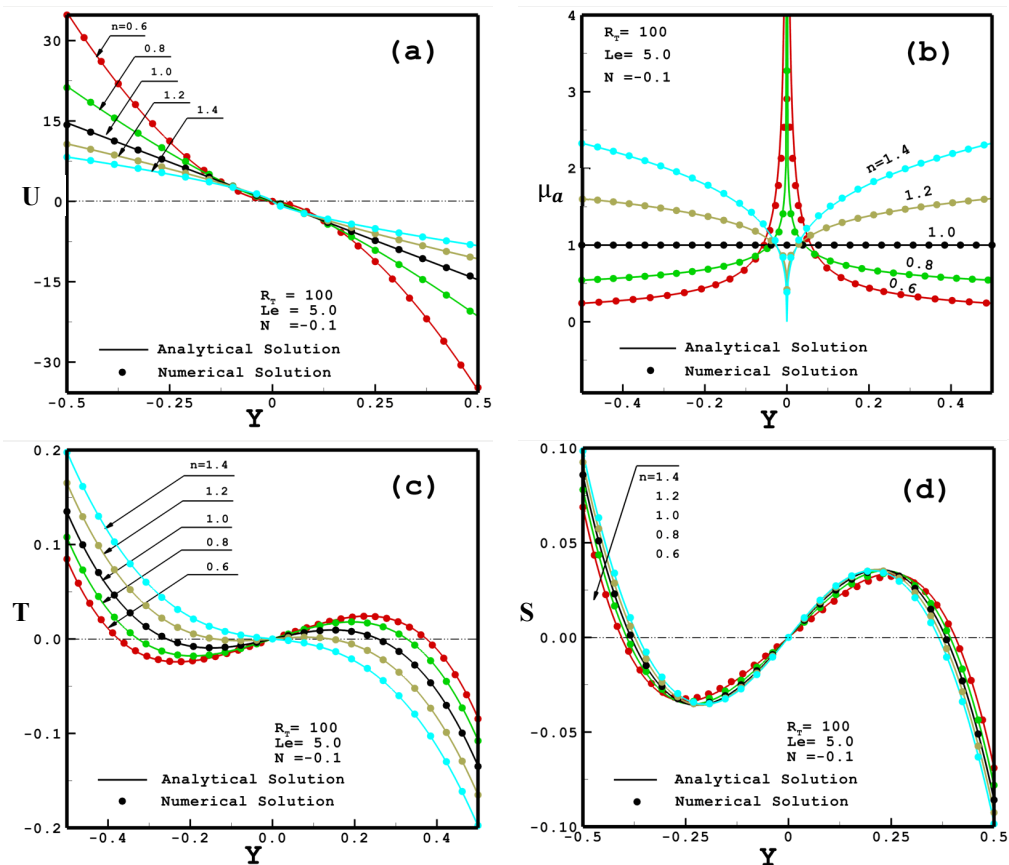 (a)
n=0.6
0.8
1.0
1.2
1.4
35
15
0
-15
-30
U
R_T = 100
Le = 5.0
N =-0.1
Analytical Solution
Numerical Solution
-0.5 -0.25 0 0.25 0.5
Y
(b)
R_T= 100
Le= 5.0
N =-0.1
4
3
2
1
0
μa
n=1.4
1.2
1.0
0.8
0.6
Analytical Solution
Numerical Solution
-0.4 -0.2 0 0.2 0.4
Y
(c)
n=1.4
1.2
1.0
0.8
0.6
0.2
0.1
0.0
-0.1
-0.2
T
R_T= 100
Le= 5.0
N =-0.1
Analytical Solution
Numerical Solution
-0.4 -0.2 0.0 0.2 0.4
Y
(d)
n=1.4
1.2
1.0
0.8
0.6
0.10
0.05
0.00
-0.05
-0.10
S
R_T= 100
Le= 5.0
N =-0.1
Analytical Solution
Numerical Solution
-0.5 -0.25 0 0.25 0.5
Y